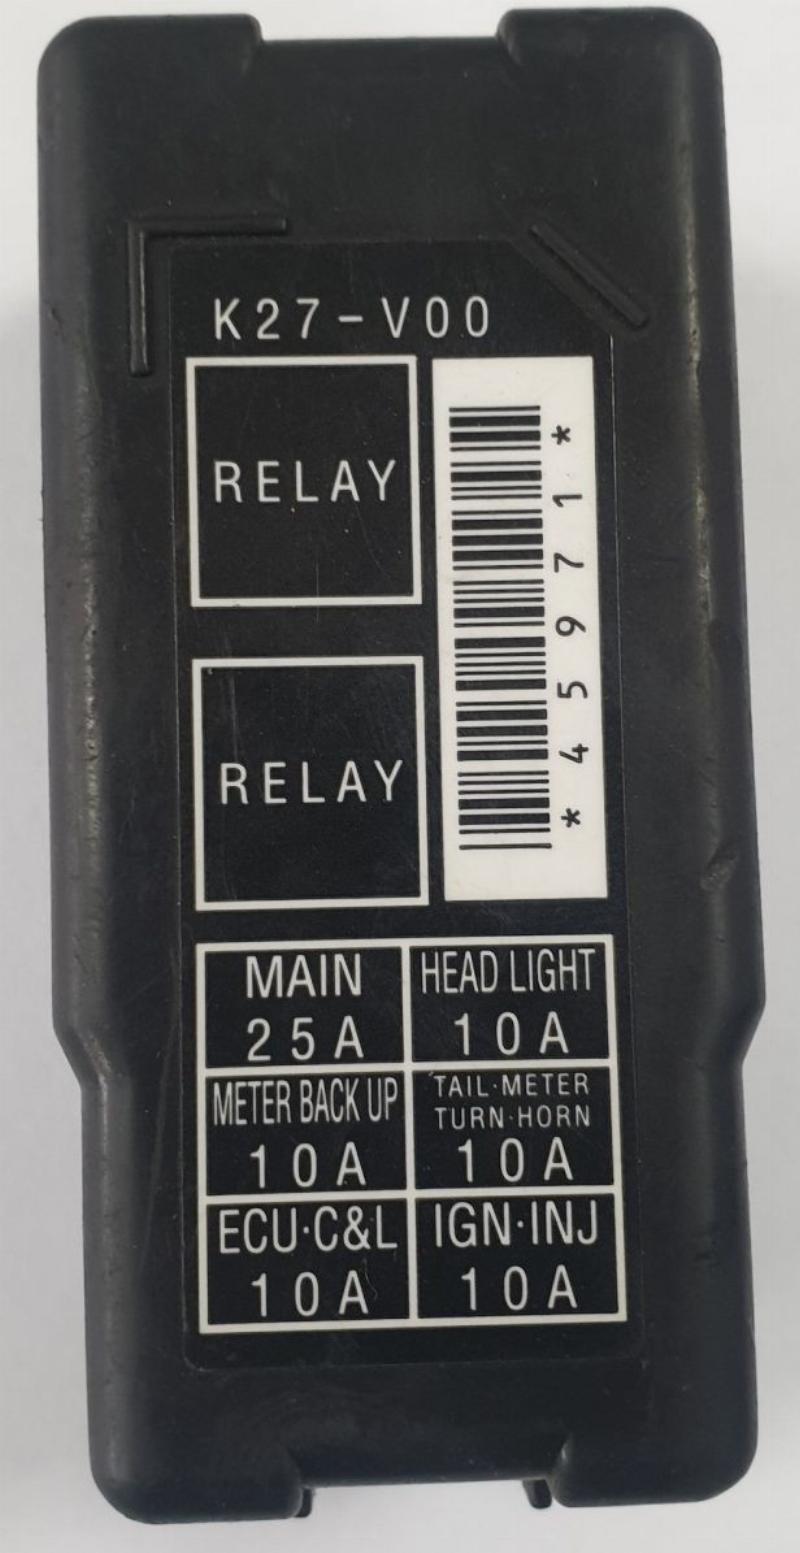 K27-V00
RELAY
*45971*
RELAY
MAIN
25A
HEAD LIGHT
10A
METER BACK UP
10A
TAIL·METER
TURN·HORN
10A
ECU·C&L
10A
IGN·INJ
10A